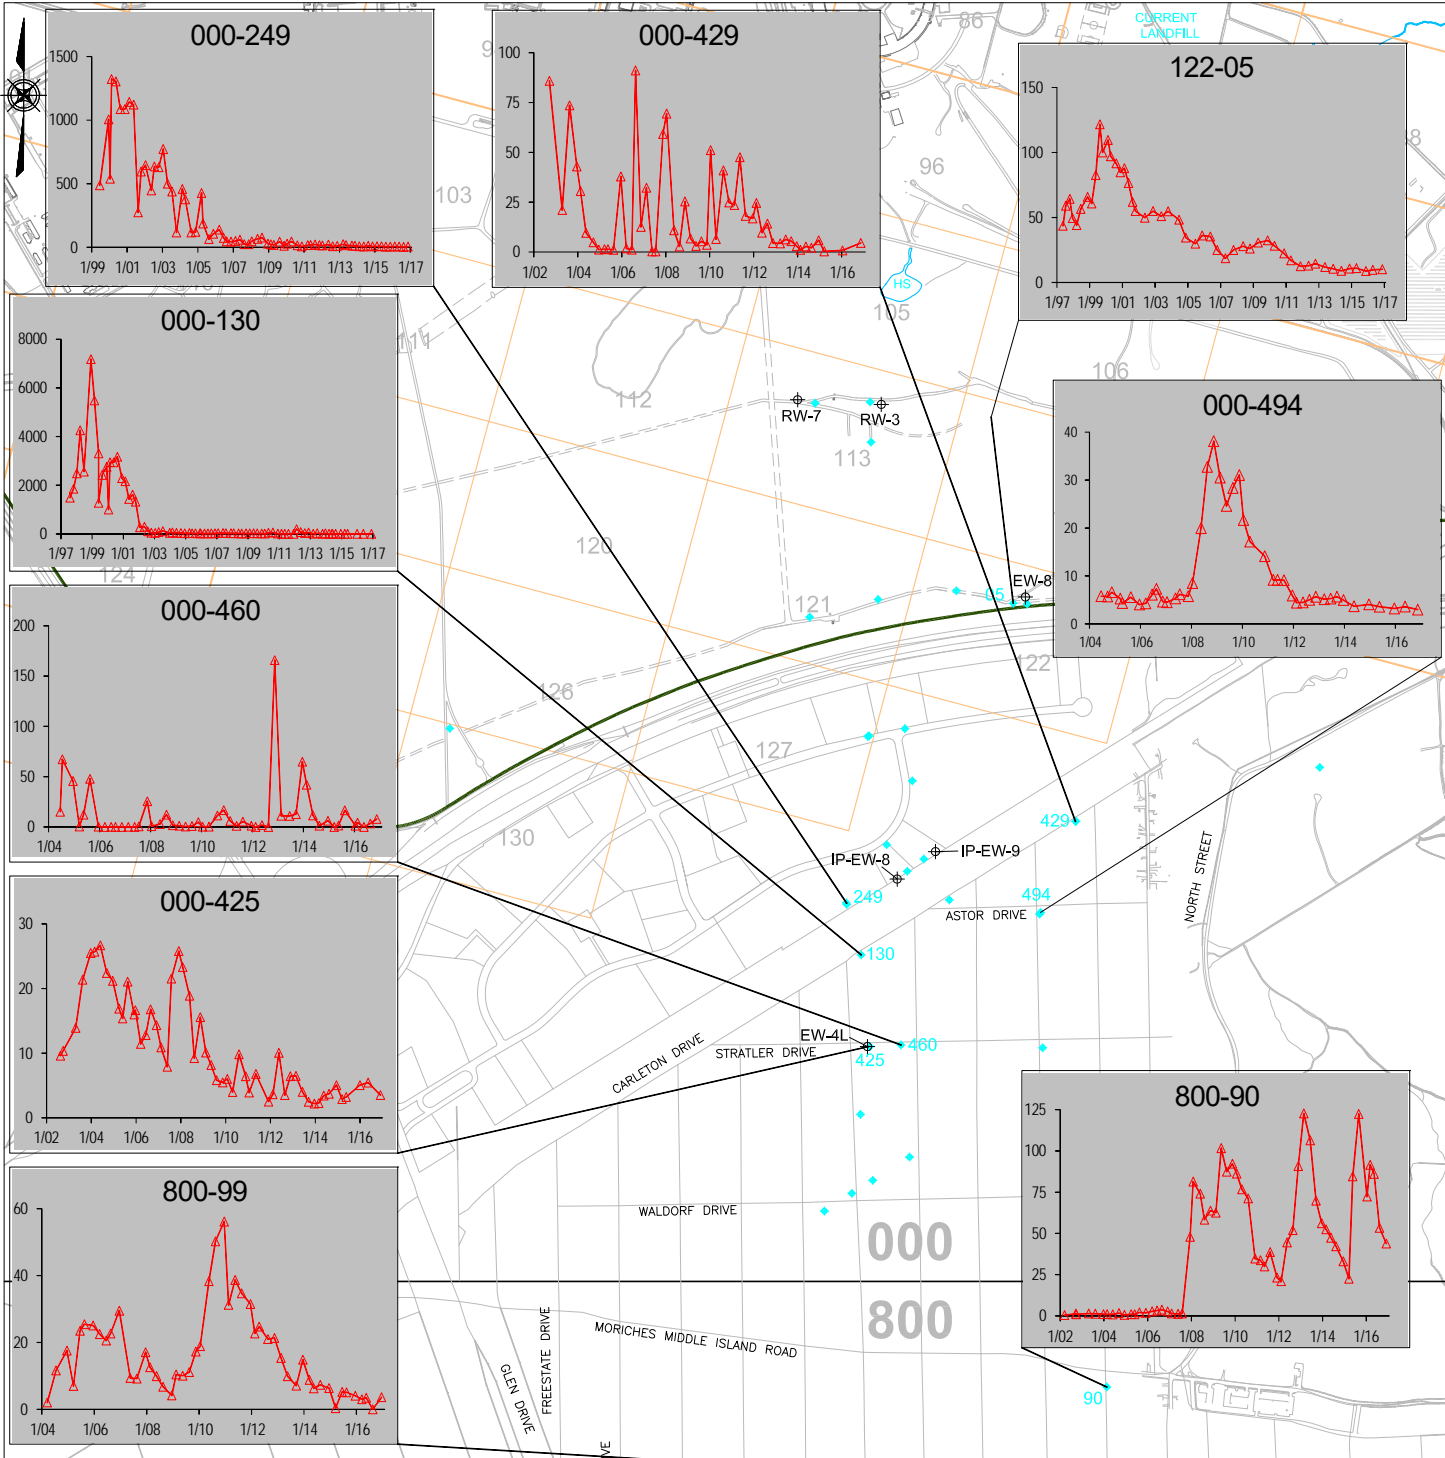 000-249
1500
1000
500
0
1/99 1/01 1/03 1/05 1/07 1/09 1/11 1/13 1/15 1/17
000-429
100
75
50
25
0
1/02 1/04 1/06 1/08 1/10 1/12 1/14 1/16
86
CURRENT
LANDFILL
122-05
150
100
50
0
1/97 1/99 1/01 1/03 1/05 1/07 1/09 1/11 1/13 1/15 1/17
103
96
HS
105
111
106
000-130
8000
6000
4000
2000
0
1/97 1/99 1/01 1/03 1/05 1/07 1/09 1/11 1/13 1/15 1/17
112
RW-7
RW-3
113
000-494
40
30
20
10
0
1/04 1/06 1/08 1/10 1/12 1/14 1/16
120
124
121
05
EW-8
122
000-460
200
150
100
50
0
1/04 1/06 1/08 1/10 1/12 1/14 1/16
126
127
130
429
IP-EW-8
IP-EW-9
249
494
ASTOR DRIVE
NORTH STREET
130
000-425
30
20
10
0
1/02 1/04 1/06 1/08 1/10 1/12 1/14 1/16
EW-4L
460
STRATLER DRIVE
425
CARLETON DRIVE
800-90
125
100
75
50
25
0
1/02 1/04 1/06 1/08 1/10 1/12 1/14 1/16
800-99
60
40
20
0
1/04 1/06 1/08 1/10 1/12 1/14 1/16
WALDORF DRIVE
000
800
MORICHES MIDDLE ISLAND ROAD
FREESTATE DRIVE
GLEN DRIVE
90
VE